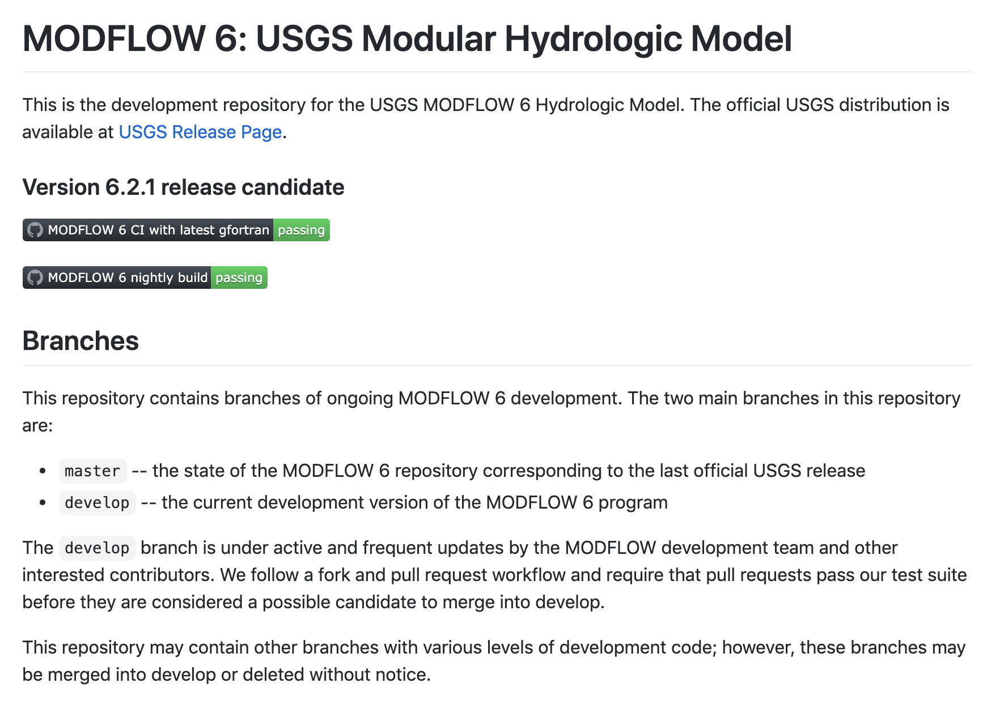 MODFLOW 6: USGS Modular Hydrologic Model
This is the development repository for the USGS MODFLOW 6 Hydrologic Model. The official USGS distribution is
available at USGS Release Page.
Version 6.2.1 release candidate
MODFLOW 6 CI with latest gfortran passing
MODFLOW 6 nightly build passing
Branches
This repository contains branches of ongoing MODFLOW 6 development. The two main branches in this repository
are:
• master -- the state of the MODFLOW 6 repository corresponding to the last official USGS release
• develop -- the current development version of the MODFLOW 6 program
The develop branch is under active and frequent updates by the MODFLOW development team and other
interested contributors. We follow a fork and pull request workflow and require that pull requests pass our test suite
before they are considered a possible candidate to merge into develop.
This repository may contain other branches with various levels of development code; however, these branches may
be merged into develop or deleted without notice.